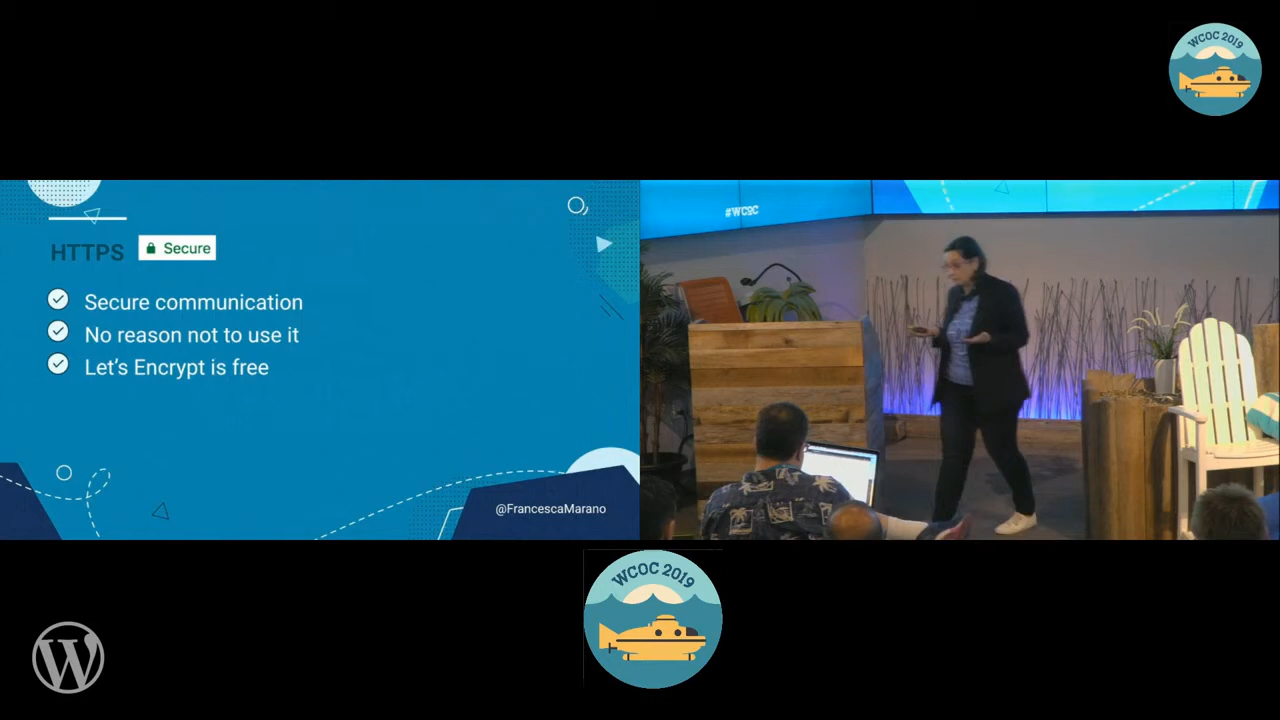 WCOC 2019
HTTPS
Secure
Secure communication
No reason not to use it
Let's Encrypt is free
@FrancescaMarano
#WCOC
WCOC 2019